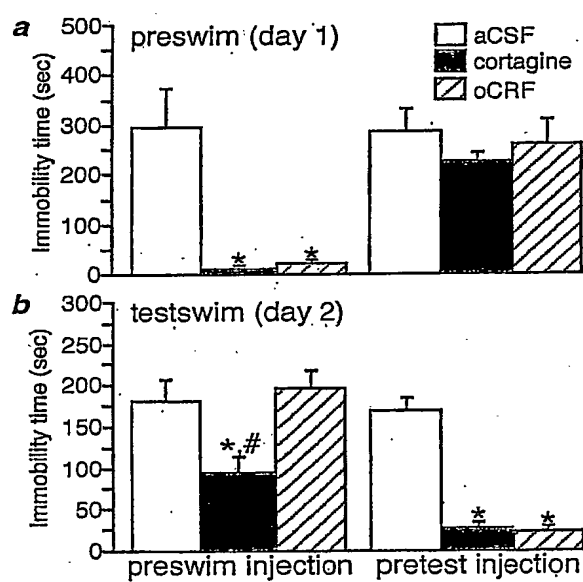 a preswim (day 1)
aCSF
cortagine
oCRF
Immobility time (sec)
500
400
300
200
100
0
* *
b testswim (day 2)
Immobility time (sec)
300
250
200
150
100
50
0
*,#
* *
preswim injection pretest injection